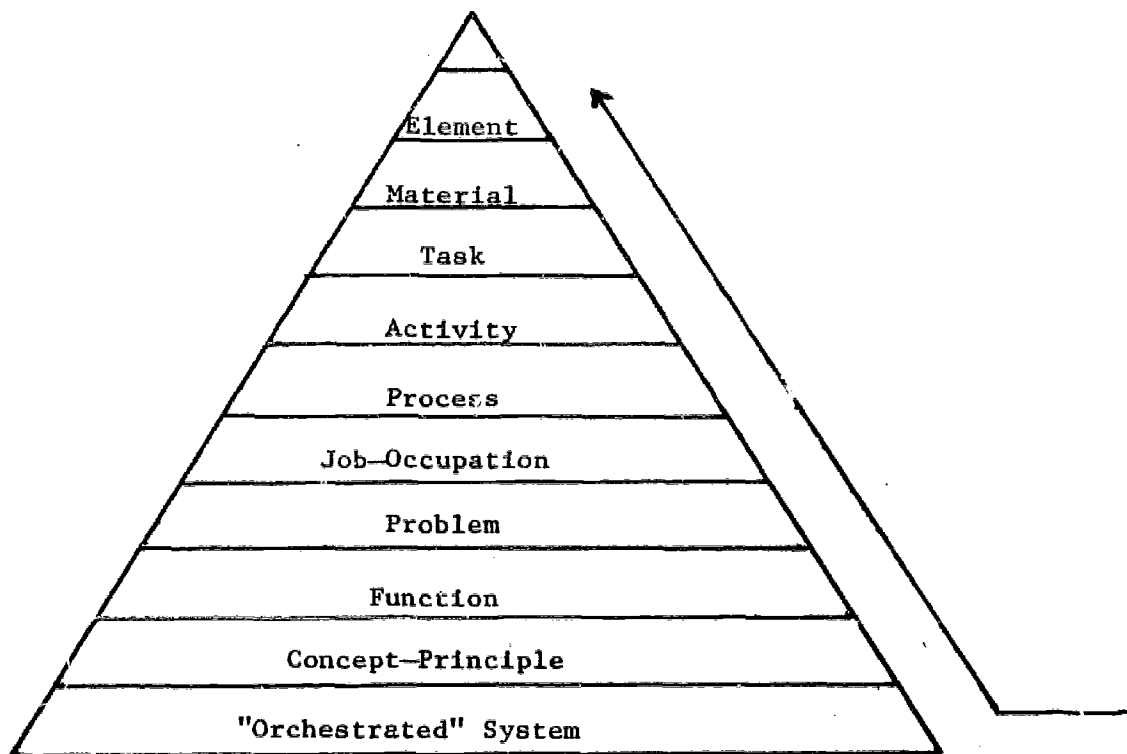 Element
Material
Task
Activity
Process
Job-Occupation
Problem
Function
Concept-Principle
"Orchestrated" System